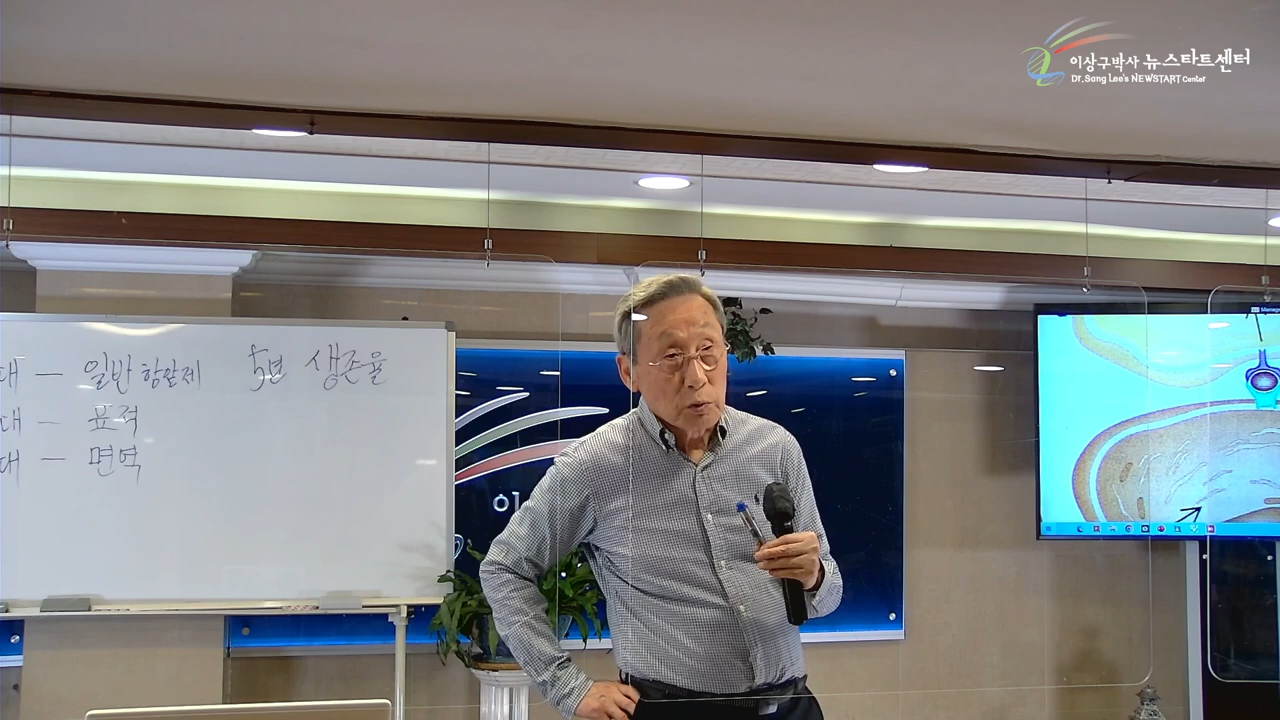 이상구박사 뉴스타트센터
Dr. Sang Lee's NEWSTART Center
대 — 일반 항암제 5년 생존율
대 — 표적
대 — 면역
이